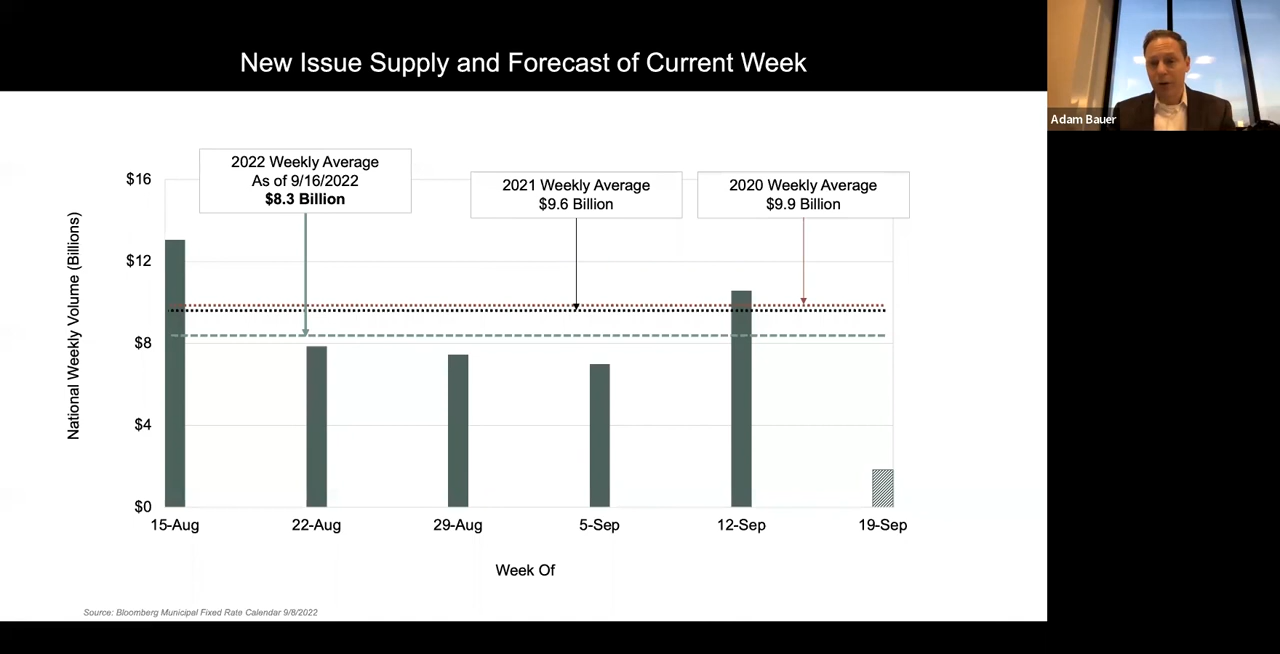 New Issue Supply and Forecast of Current Week
Adam Bauer
2022 Weekly Average
As of 9/16/2022
$8.3 Billion
2021 Weekly Average
$9.6 Billion
2020 Weekly Average
$9.9 Billion
National Weekly Volume (Billions)
$16
$12
$8
$4
$0
15-Aug
22-Aug
29-Aug
5-Sep
12-Sep
19-Sep
Week Of
Source: Bloomberg Municipal Fixed Rate Calendar 9/8/2022